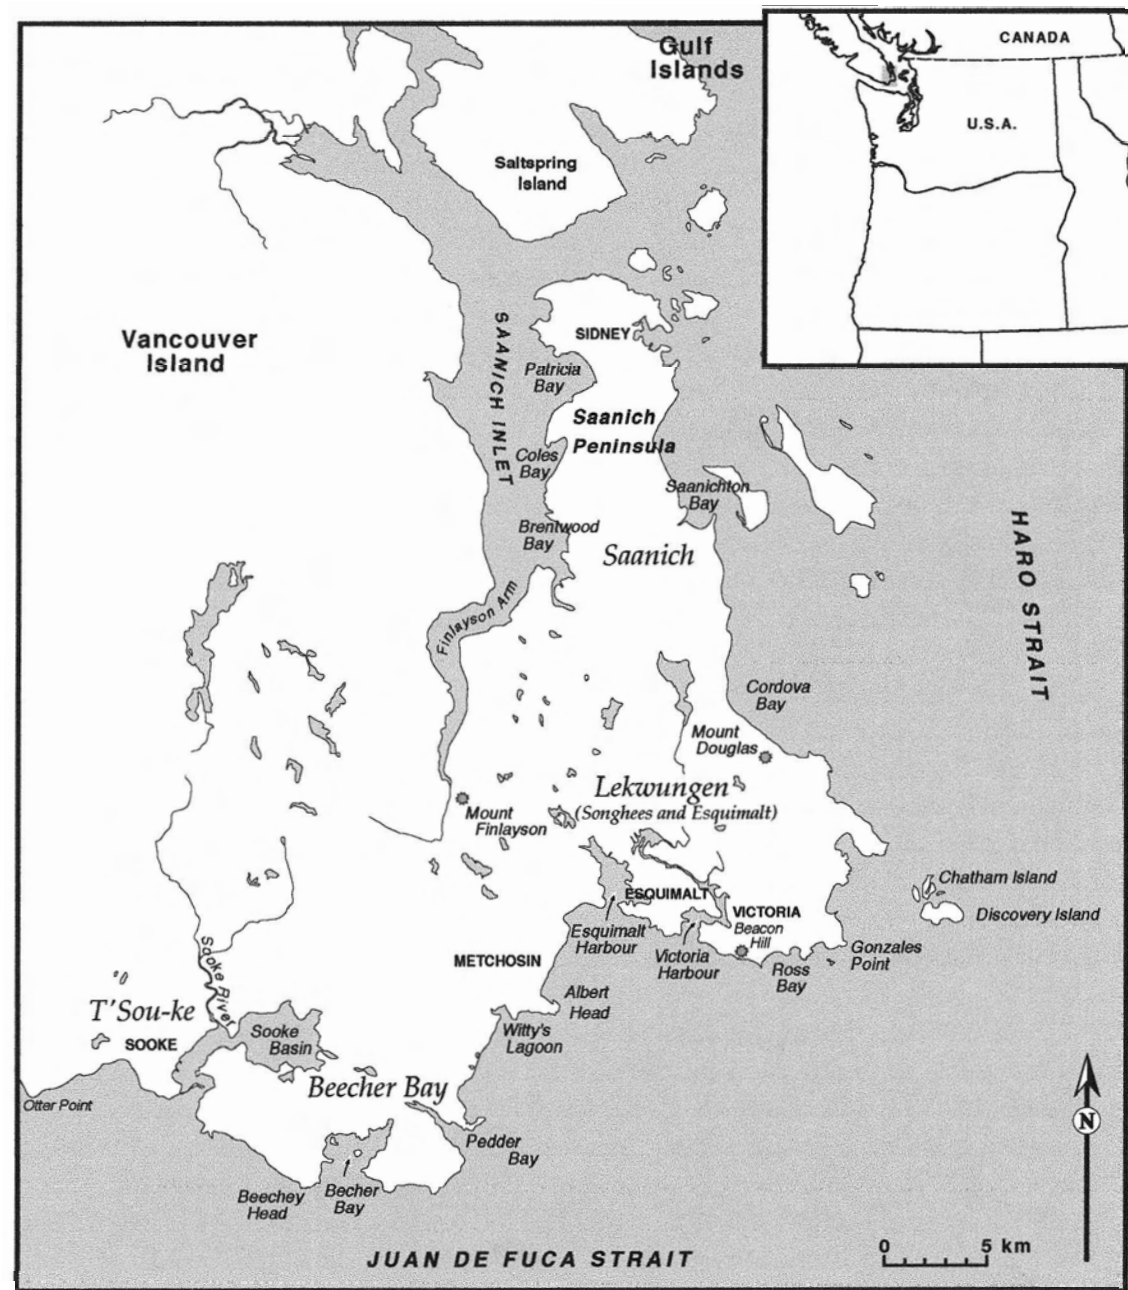 Gulf
Islands
CANADA
U.S.A.
Saltspring
Island
Vancouver
Island
SAANICH INLET
SIDNEY
Patricia
Bay
Saanich
Peninsula
Coles
Bay
Saanichton
Bay
Brentwood
Bay
Saanich
HARO STRAIT
Finlayson Arm
Cordova
Bay
Mount
Douglas
Lekwungen
(Songhees and Esquimalt)
Mount
Finlayson
Chatham Island
Discovery Island
ESQUIMALT
VICTORIA
Beacon
Hill
Esquimalt
Harbour
Victoria
Harbour
Ross
Bay
Gonzales
Point
METCHOSIN
Albert
Head
Sooke River
T'Sou-ke
SOOKE
Sooke
Basin
Witty's
Lagoon
Beecher Bay
Otter Point
Pedder
Bay
Beechey
Head
Becher
Bay
N
JUAN DE FUCA STRAIT
0 5 km